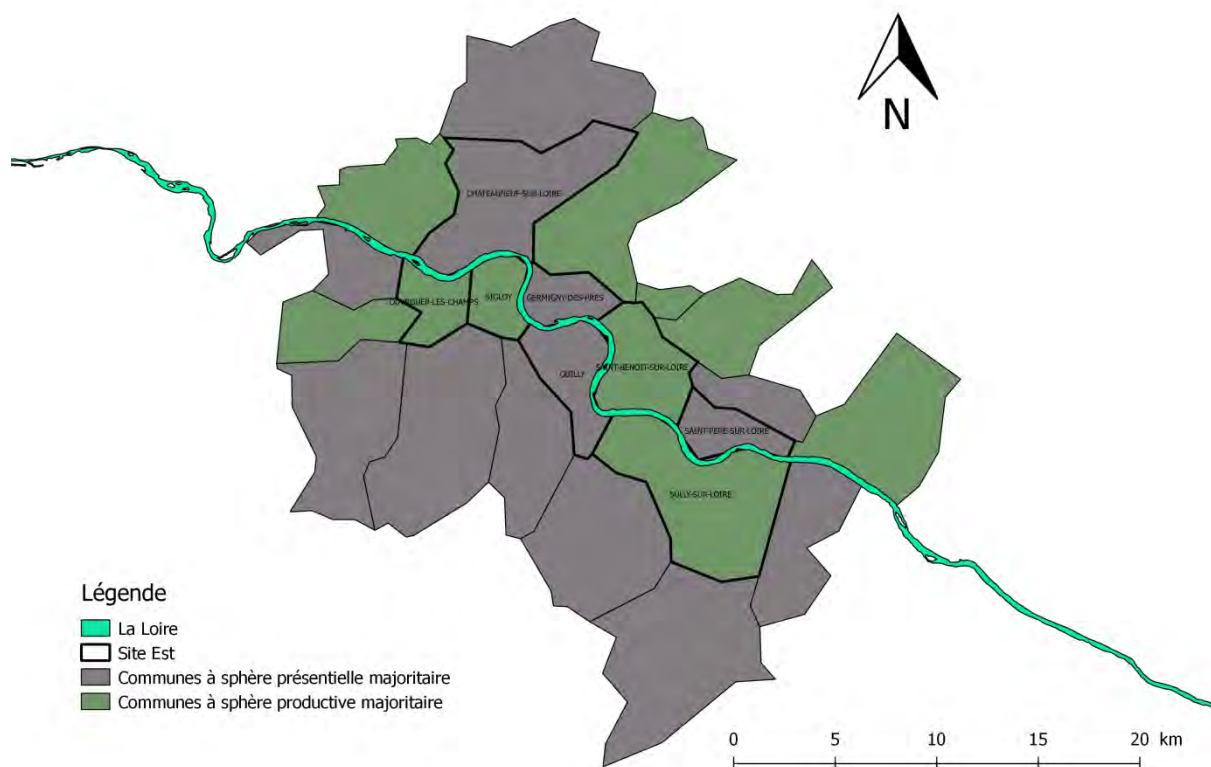 N
CHATEAUNEUF-SUR-LOIRE
SIGLOY
GERMIGNY-DES-PRES
OUVROUER-LES-CHAMPS
GUILLY
SAINT-BENOIT-SUR-LOIRE
SAINT-PERE-SUR-LOIRE
SULLY-SUR-LOIRE
Légende
La Loire
Site Est
Communes à sphère présentielle majoritaire
Communes à sphère productive majoritaire
0 5 10 15 20 km